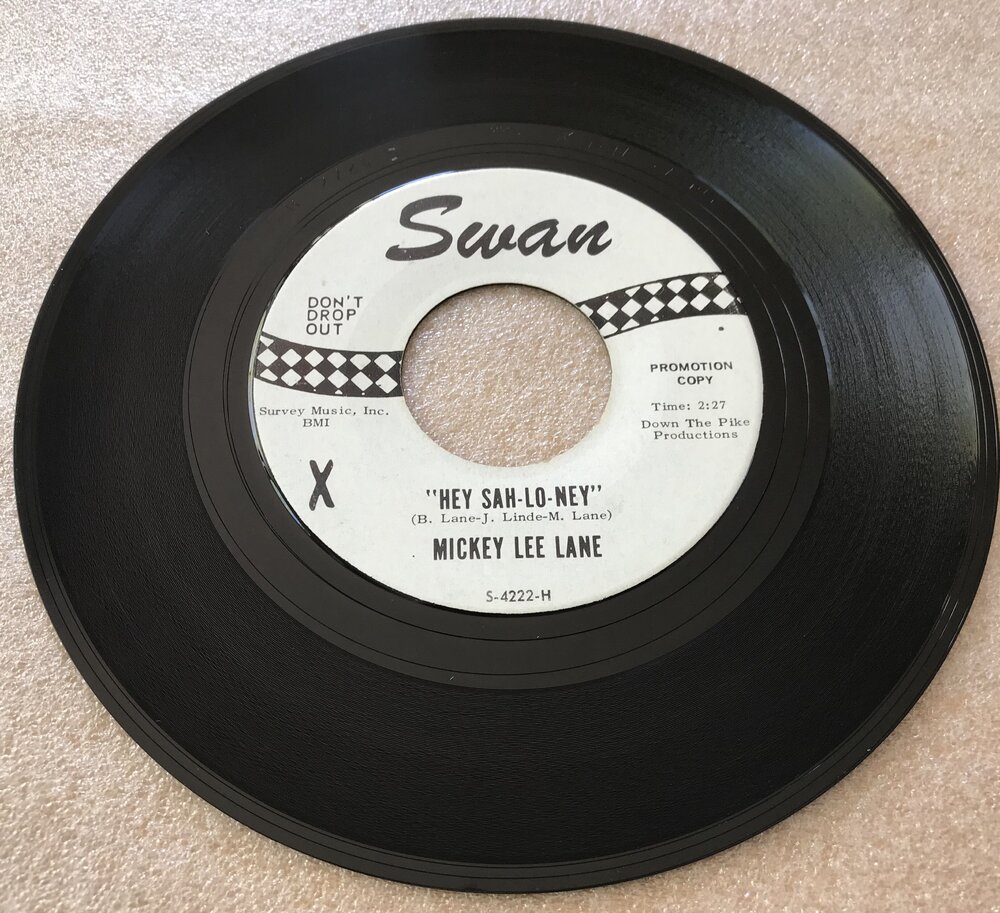 Swan
DON'T
DROP
OUT
PROMOTION
COPY
Survey Music, Inc.
BMI
Time: 2:27
Down The Pike
Productions
X
"HEY SAH-LO-NEY"
(B. Lane-J. Linde-M. Lane)
MICKEY LEE LANE
S-4222-H